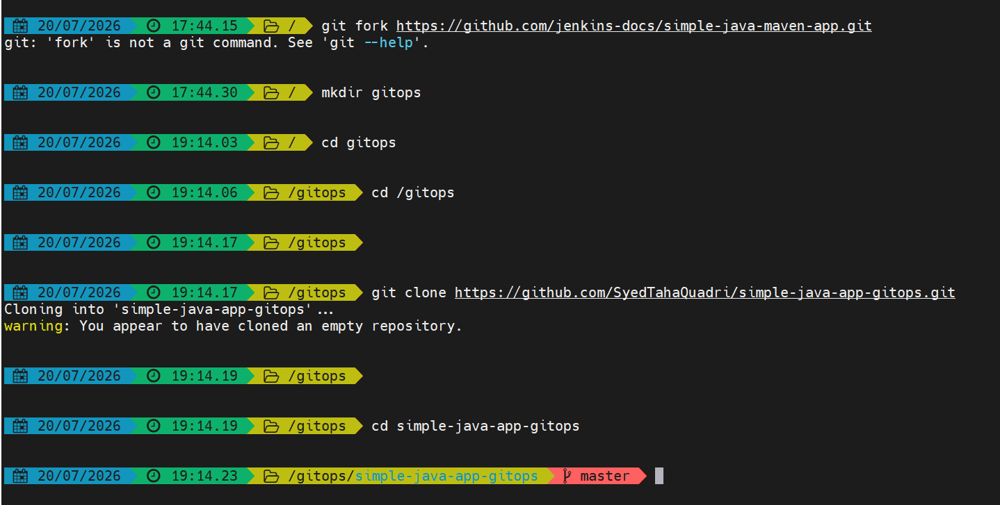 20/07/2026 17:44.15 / git fork https://github.com/jenkins-docs/simple-java-maven-app.git
git: 'fork' is not a git command. See 'git --help'.
20/07/2026 17:44.30 / mkdir gitops
20/07/2026 19:14.03 / cd gitops
20/07/2026 19:14.06 /gitops cd /gitops
20/07/2026 19:14.17 /gitops
20/07/2026 19:14.17 /gitops git clone https://github.com/SyedTahaQuadri/simple-java-app-gitops.git
Cloning into 'simple-java-app-gitops'...
warning: You appear to have cloned an empty repository.
20/07/2026 19:14.19 /gitops
20/07/2026 19:14.19 /gitops cd simple-java-app-gitops
20/07/2026 19:14.23 /gitops/simple-java-app-gitops master